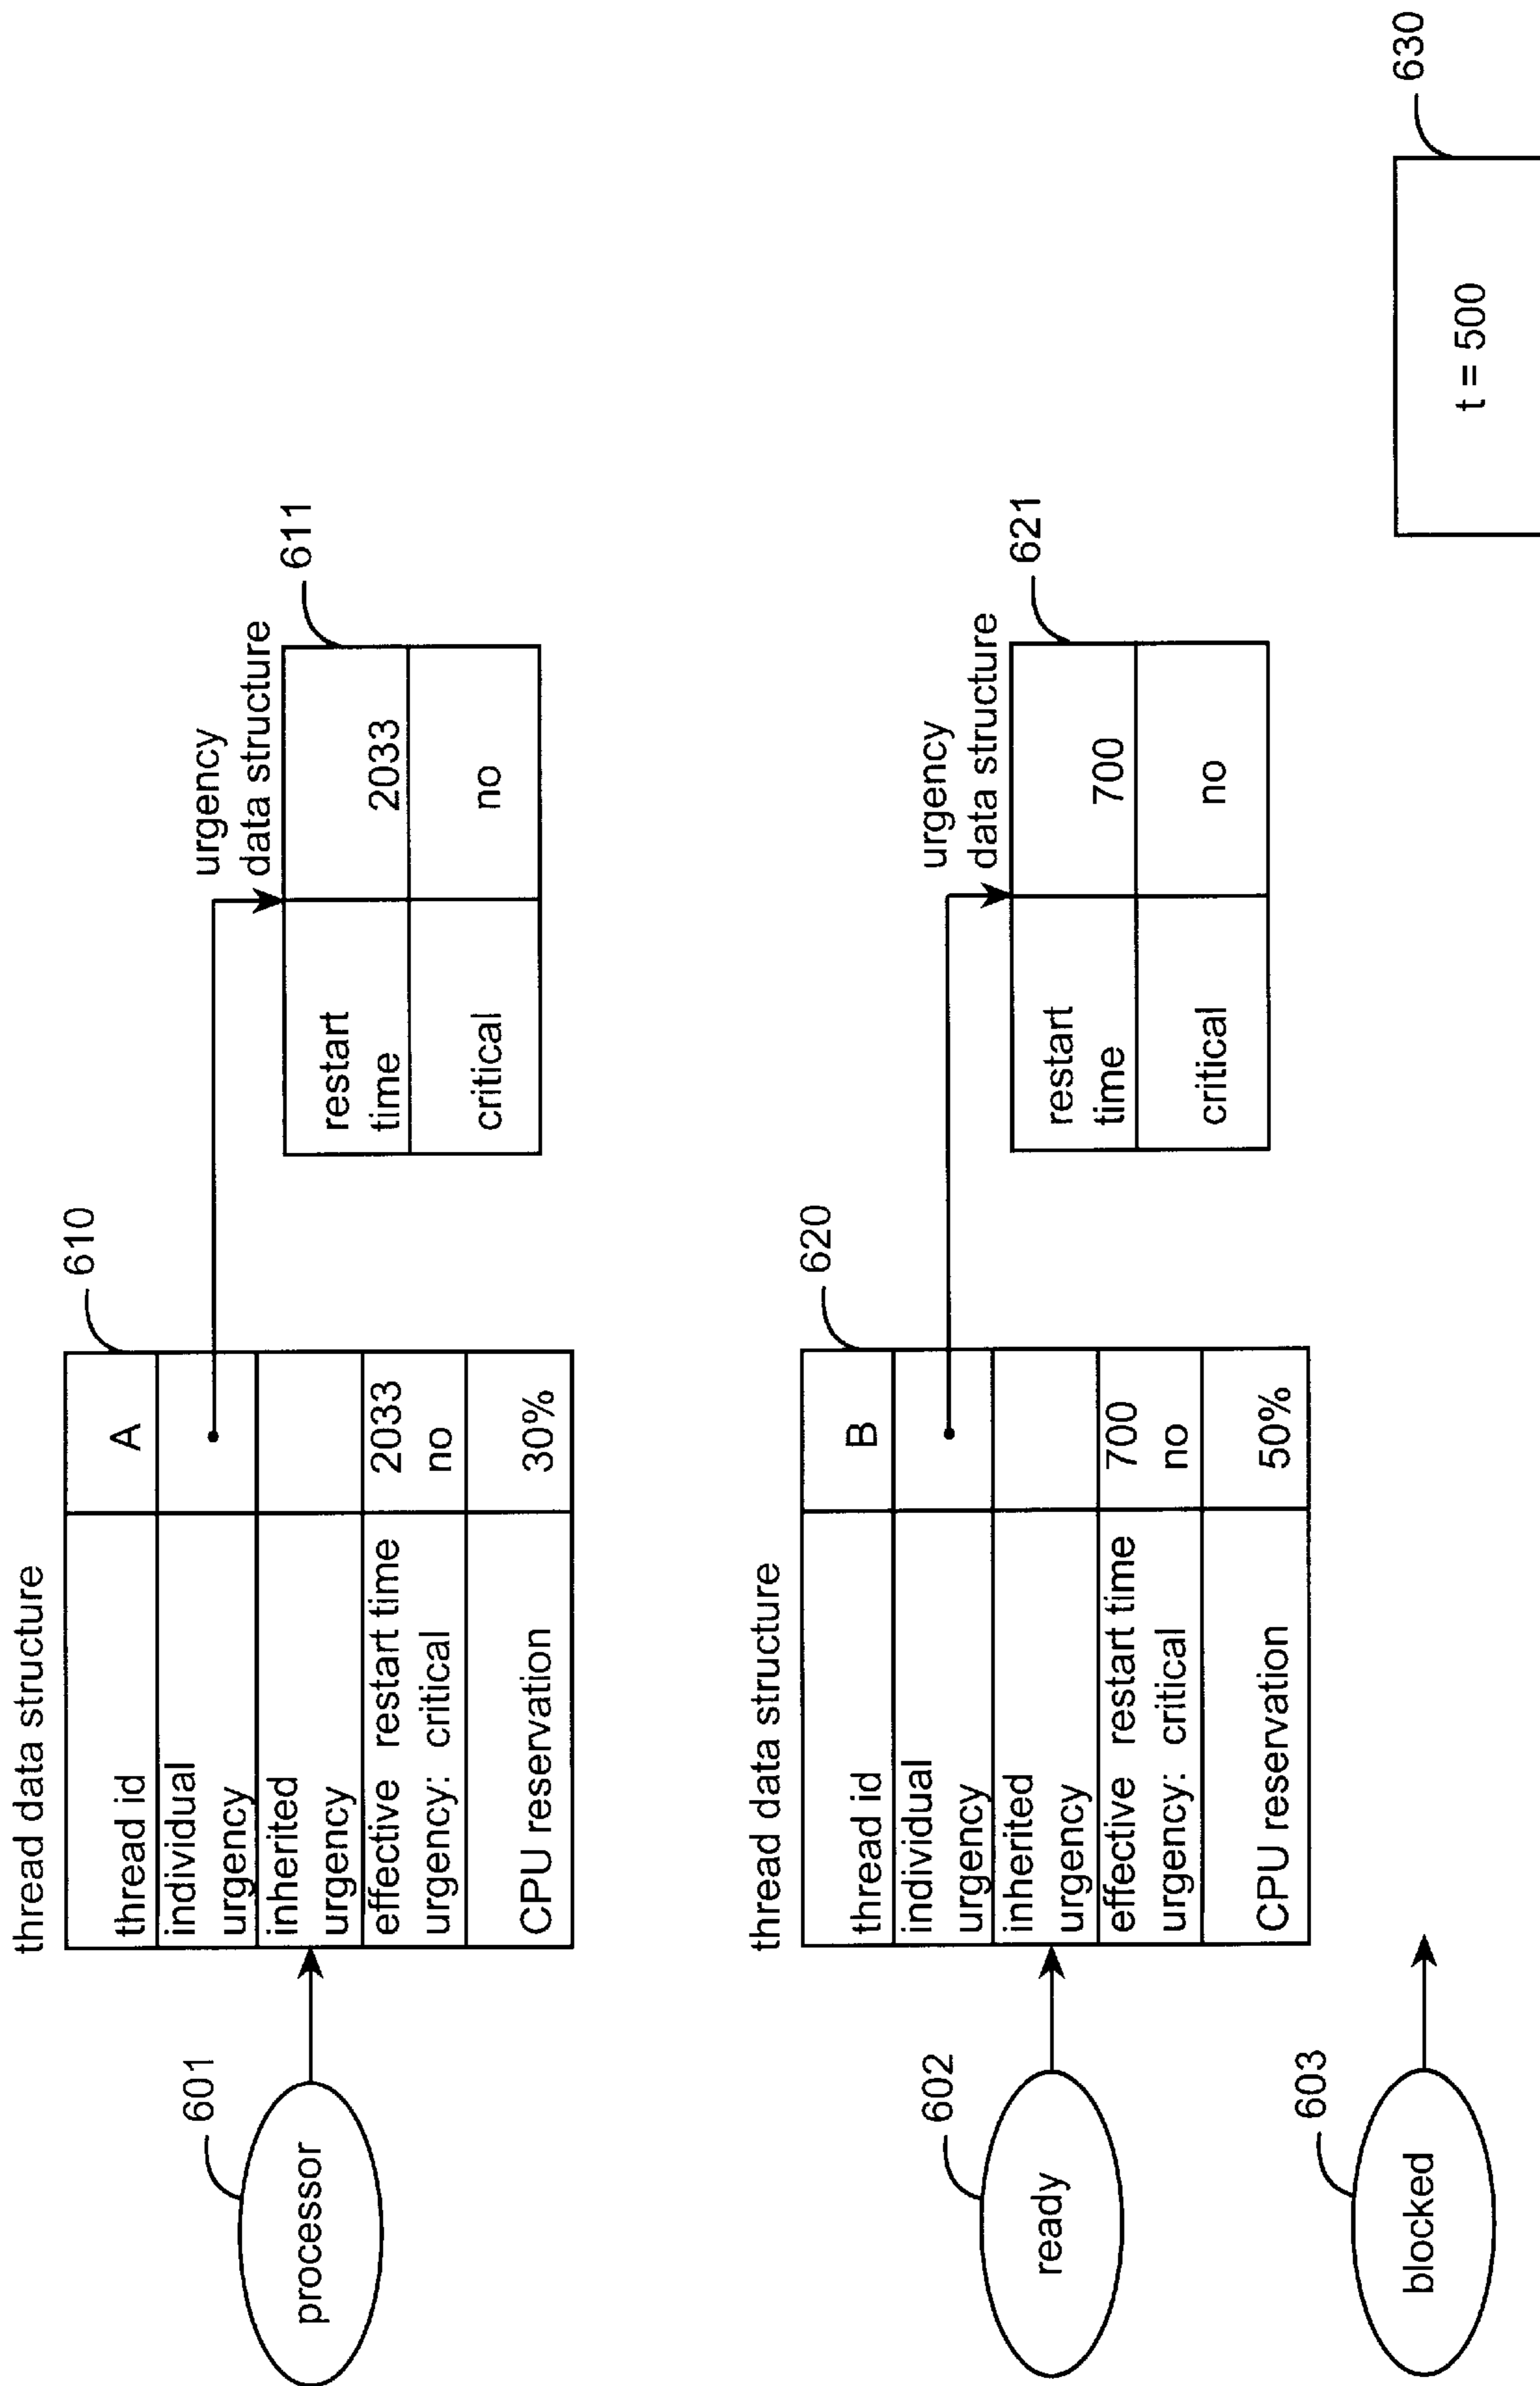 thread data structure
610
thread id A
individual
urgency
inherited
urgency
effective restart time 2033
urgency: critical no
CPU reservation 30%
601
processor
urgency
data structure
611
restart
time 2033
critical no
thread data structure
620
thread id B
individual
urgency
inherited
urgency
effective restart time 700
urgency: critical no
CPU reservation 50%
602
ready
urgency
data structure
621
restart
time 700
critical no
603
blocked
630
t = 500